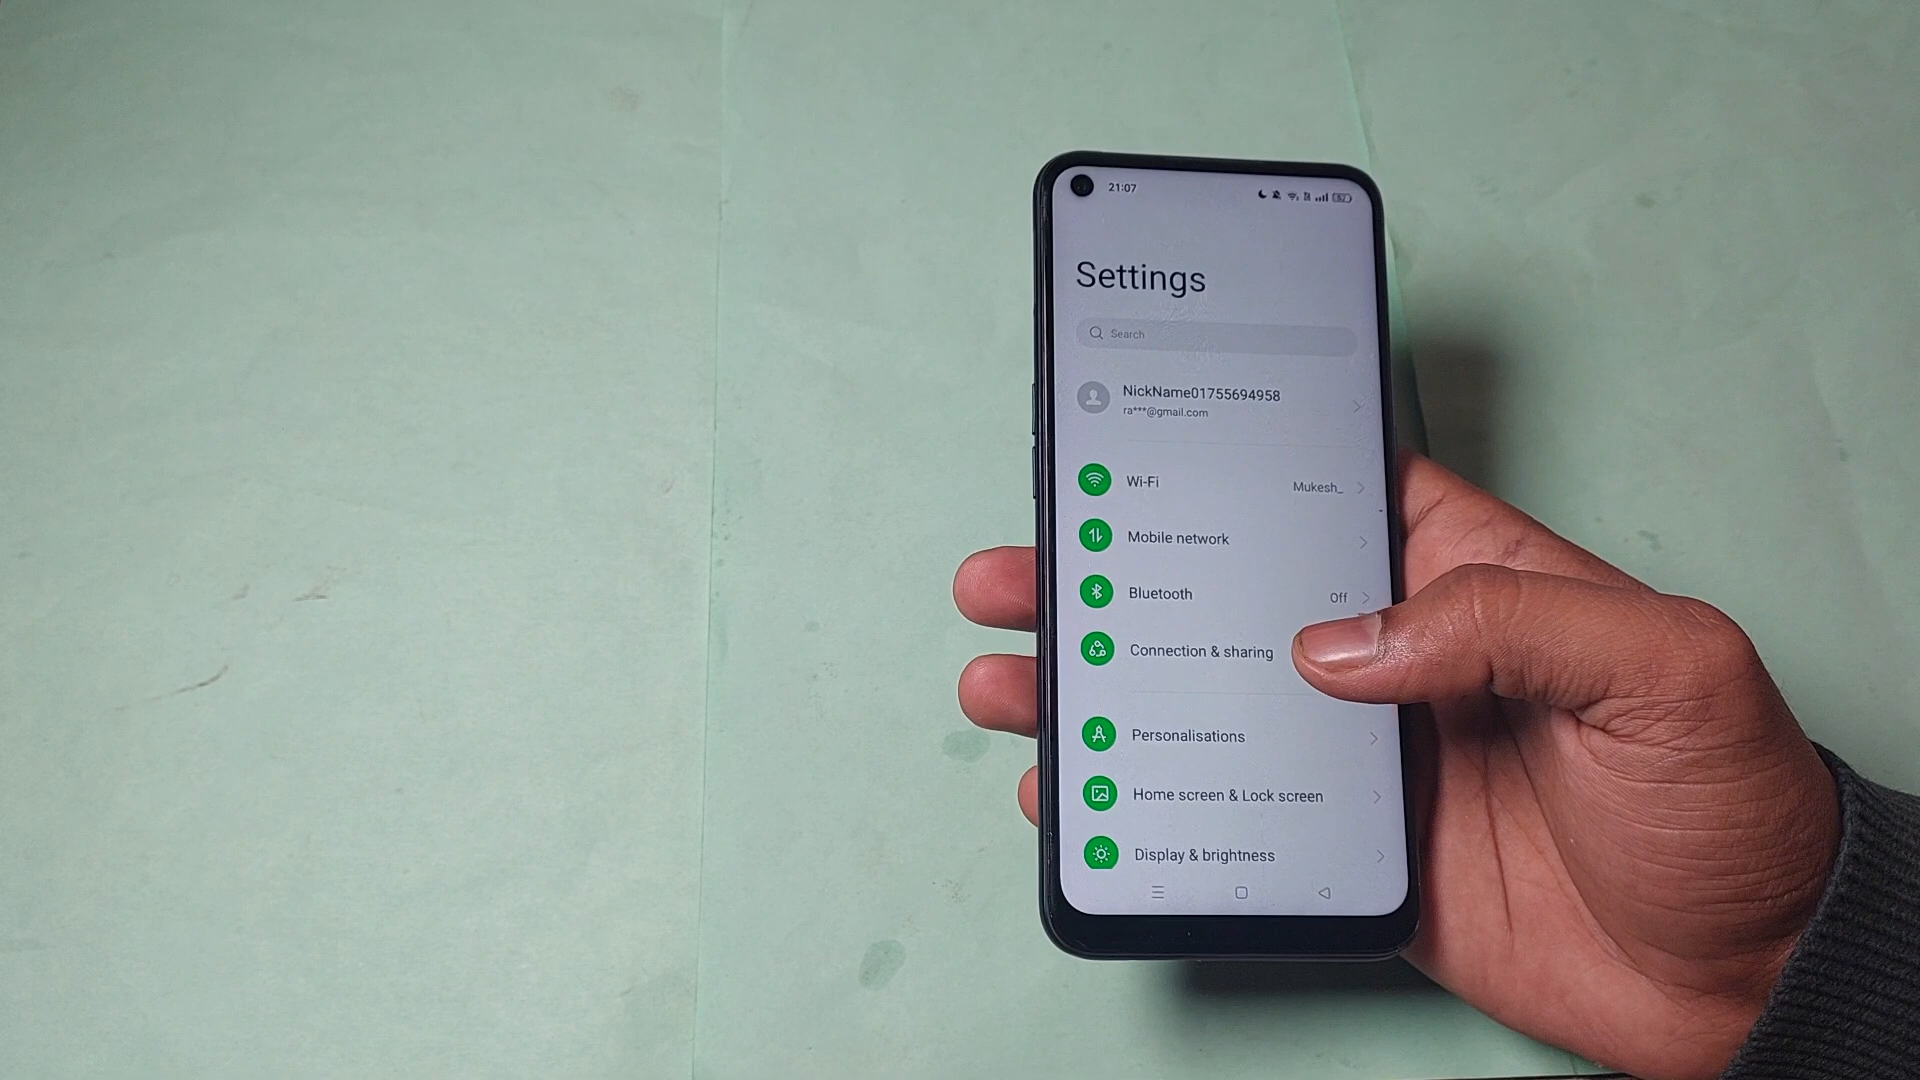 21:07
Settings
Search
NickName01755694958
ra***@gmail.com
Wi-Fi Mukesh_
Mobile network
Bluetooth Off
Connection & sharing
Personalisations
Home screen & Lock screen
Display & brightness